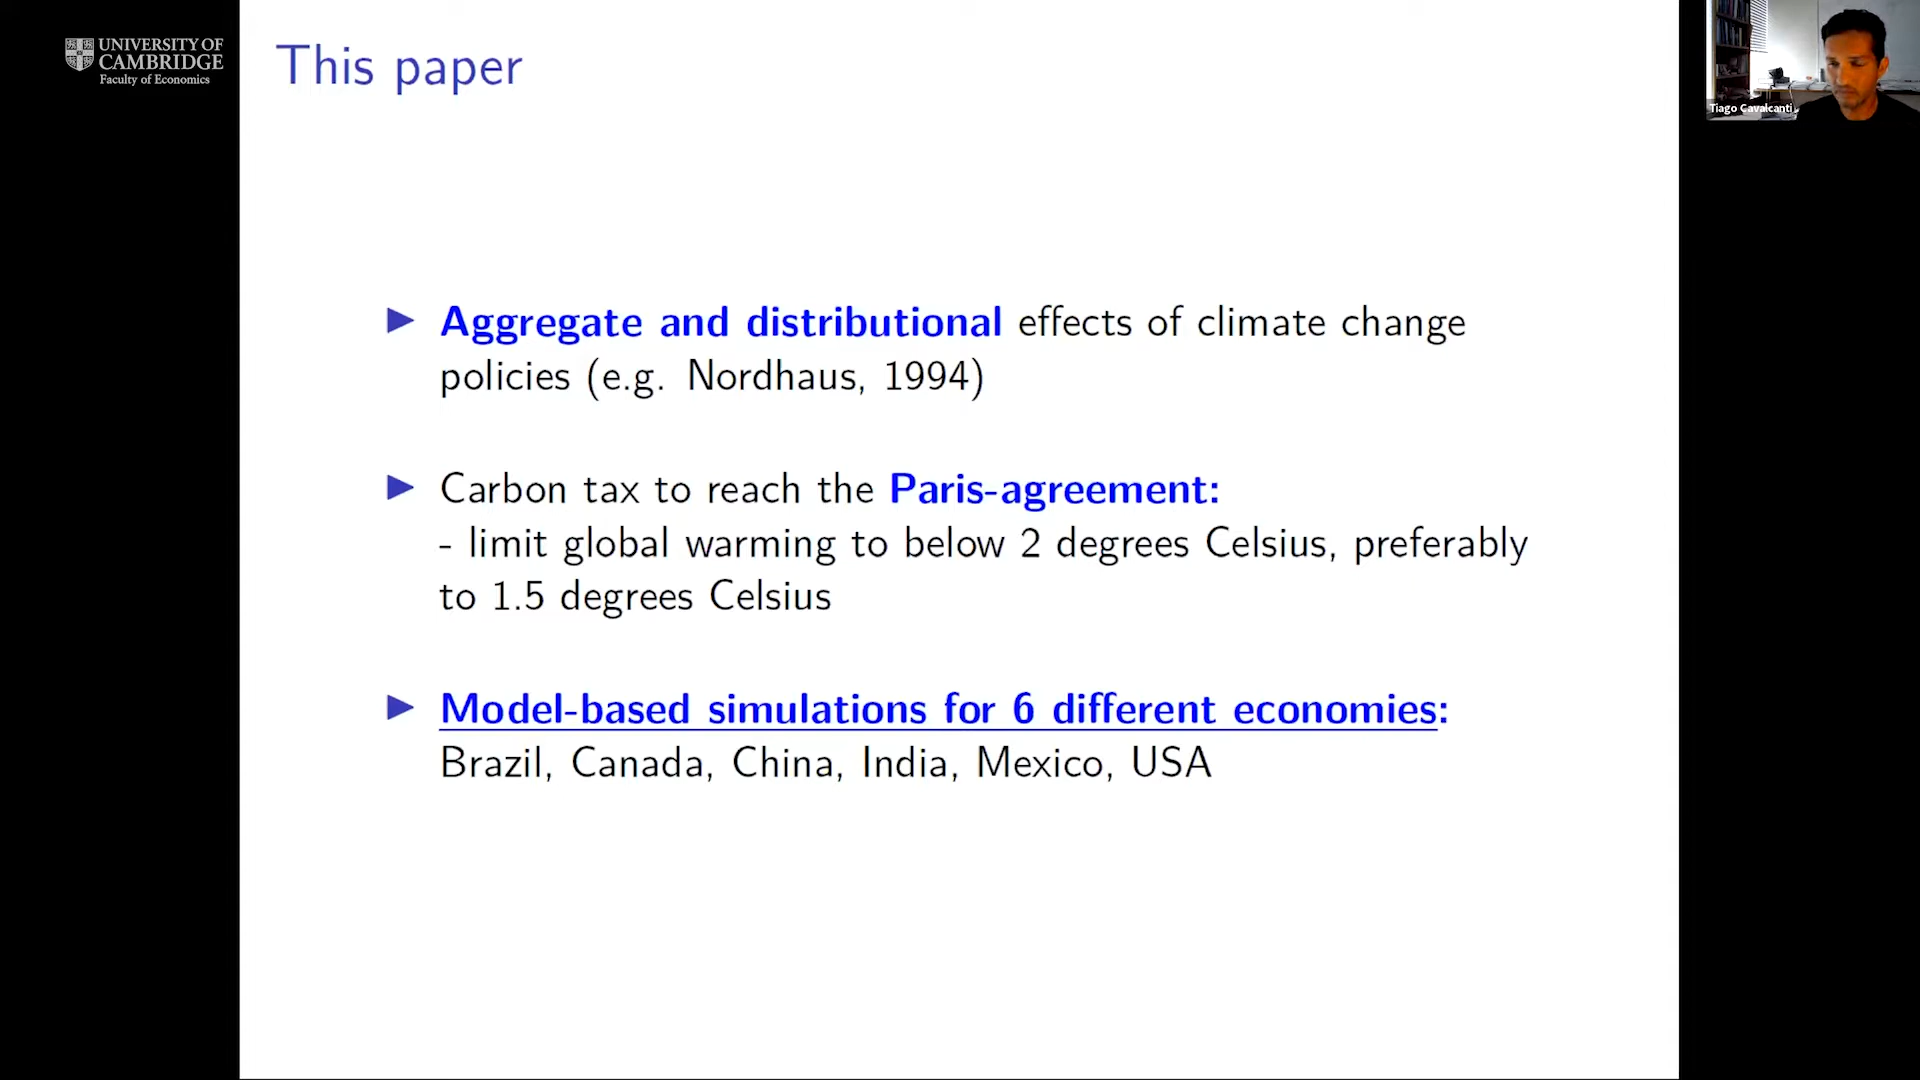 UNIVERSITY OF
CAMBRIDGE
Faculty of Economics
This paper
Tiago Cavalcanti
Aggregate and distributional effects of climate change
policies (e.g. Nordhaus, 1994)
Carbon tax to reach the Paris-agreement:
- limit global warming to below 2 degrees Celsius, preferably
to 1.5 degrees Celsius
Model-based simulations for 6 different economies:
Brazil, Canada, China, India, Mexico, USA